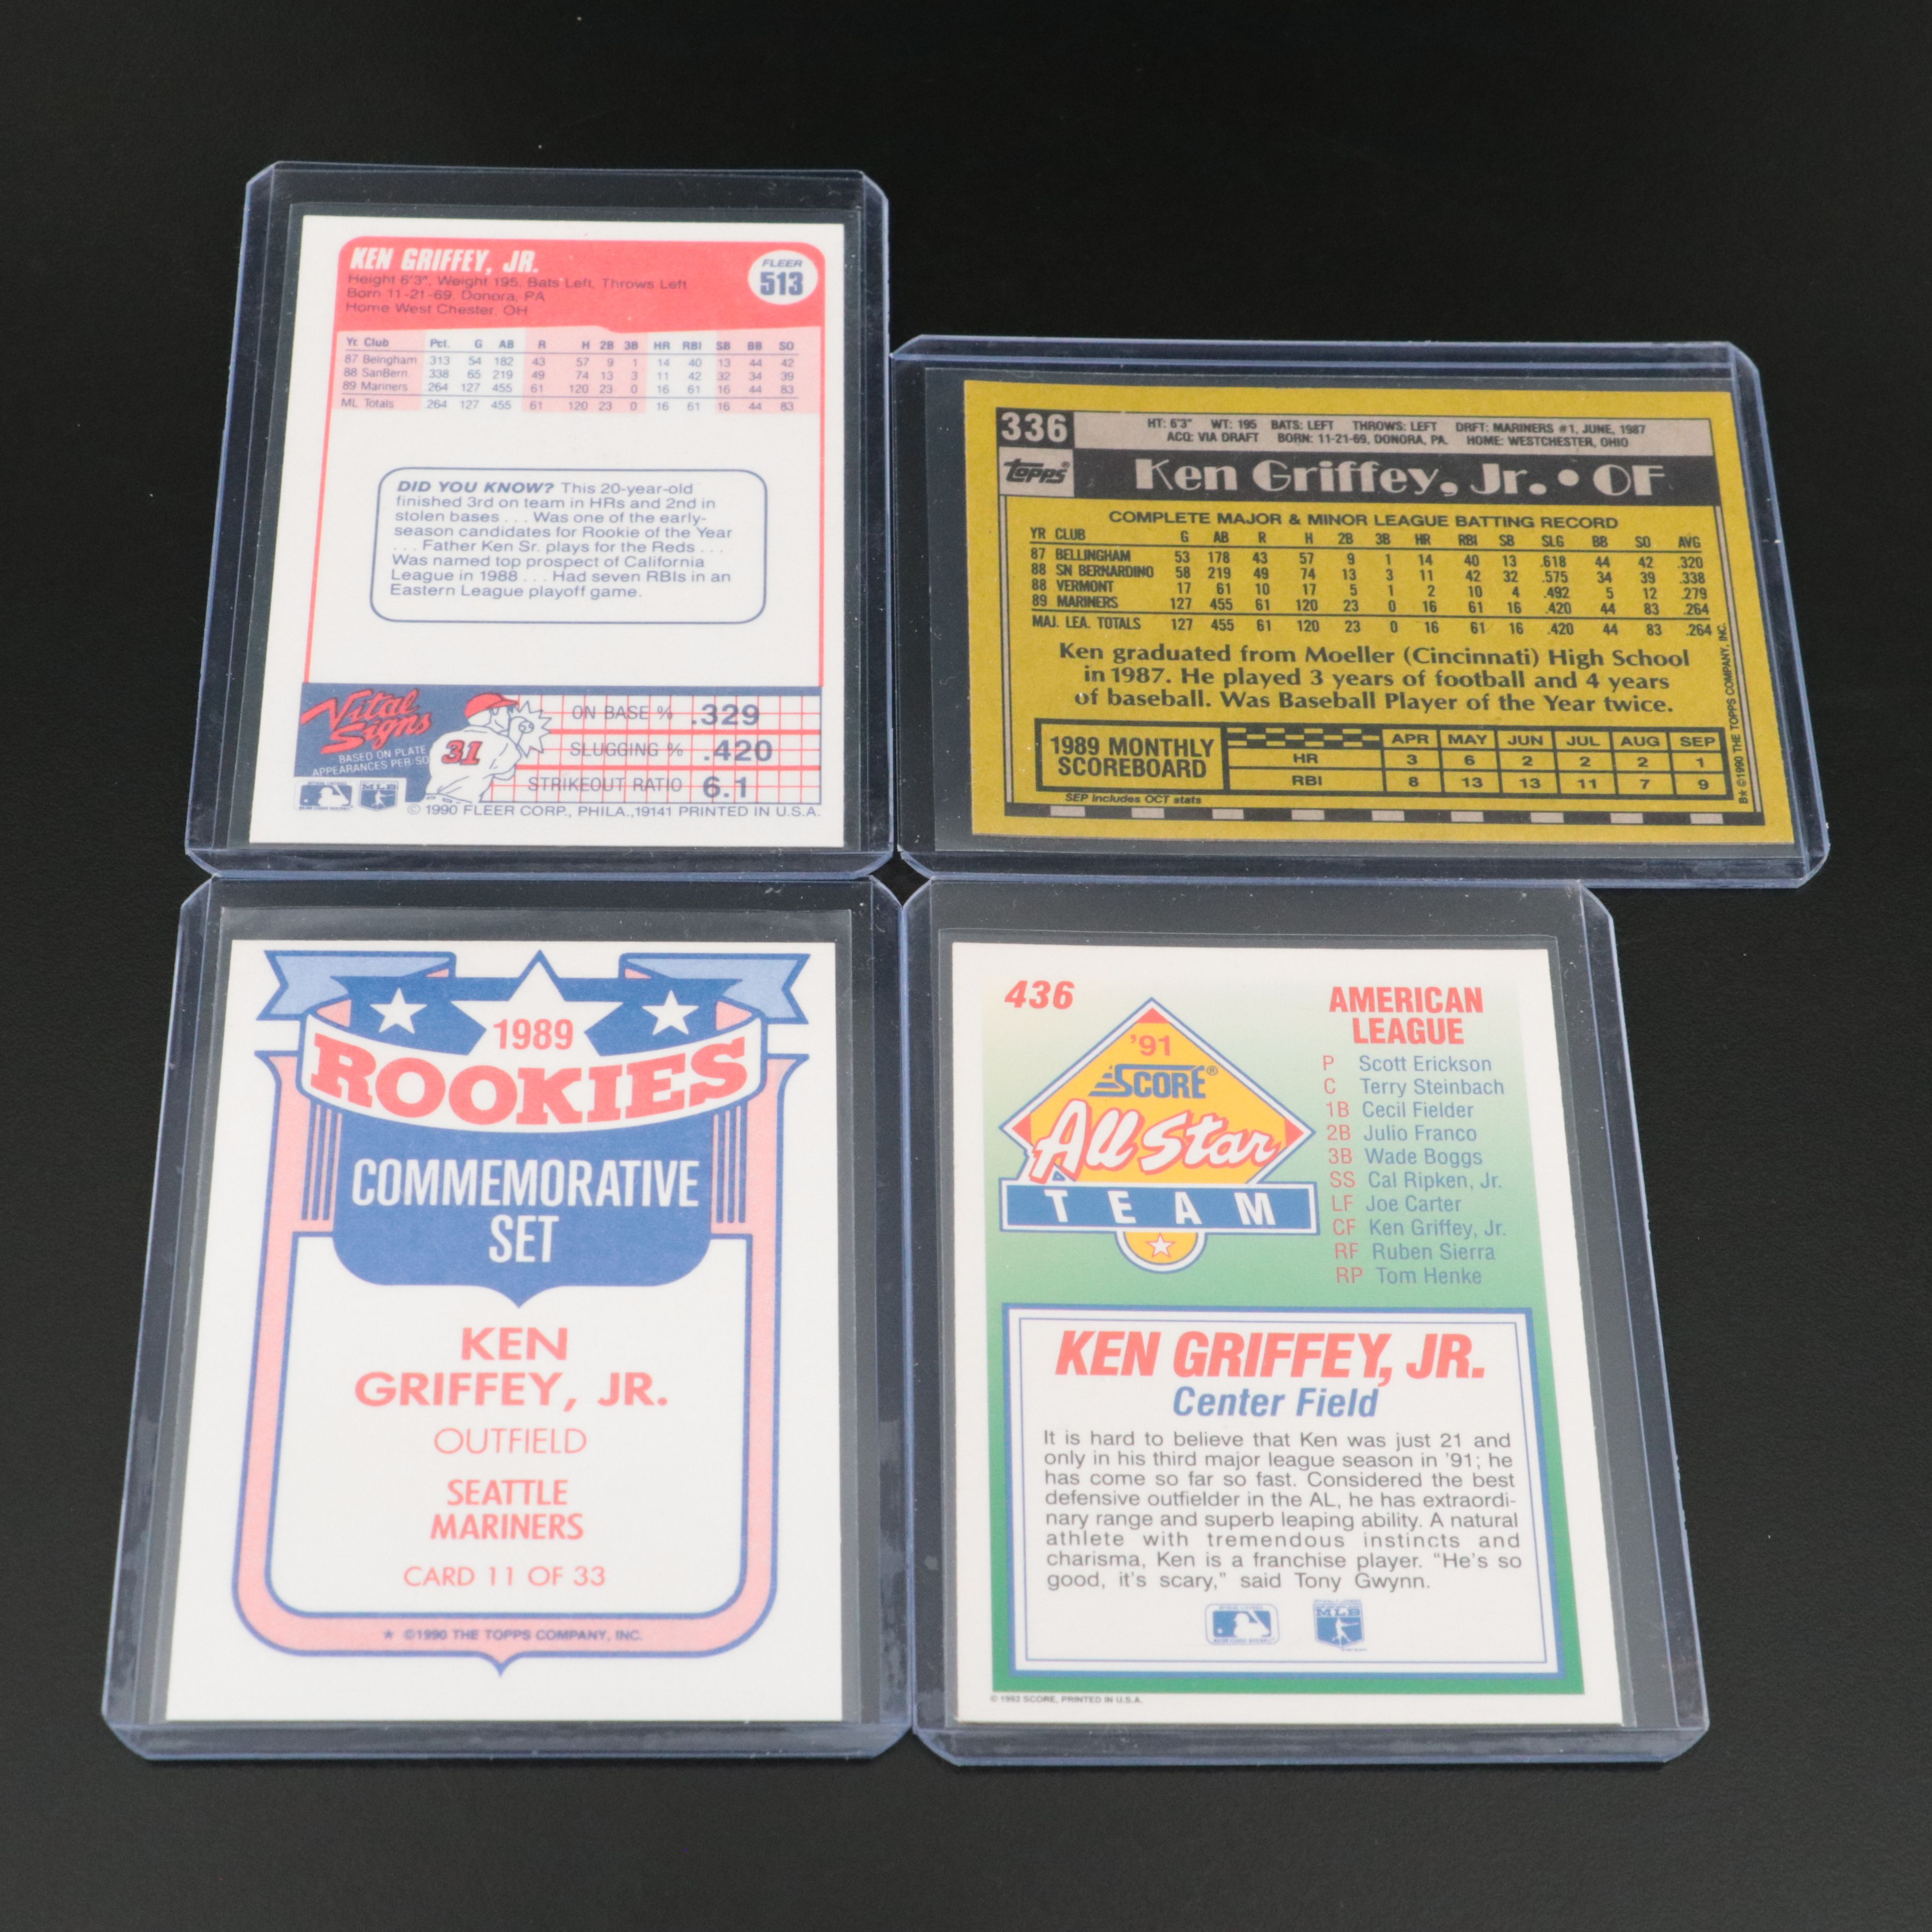 KEN GRIFFEY, JR.
FLEER
513
Height 6'3", Weight 195, Bats Left, Throws Left
Born 11-21-69, Donora, PA
Home West Chester, OH
Yr. Club Pct. G AB R H 2B 3B HR RBI SB BB SO
87 Belngham 313 54 182 43 57 9 1 14 40 13 44 42
88 SanBern 338 65 219 49 74 13 3 11 42 32 34 39
89 Mariners 264 127 455 61 120 23 0 16 61 16 44 83
ML Totals 264 127 455 61 120 23 0 16 61 16 44 83
DID YOU KNOW? This 20-year-old
finished 3rd on team in HRs and 2nd in
stolen bases . . . Was one of the early-
season candidates for Rookie of the Year
. . . Father Ken Sr. plays for the Reds . . .
Was named top prospect of California
League in 1988 . . . Had seven RBIs in an
Eastern League playoff game.
Vital
Signs
BASED ON PLATE
APPEARANCES PER/SO
31
ON BASE % .329
SLUGGING % .420
STRIKEOUT RATIO 6.1
© 1990 FLEER CORP., PHILA.,19141 PRINTED IN U.S.A.
336
HT: 6'3" WT: 195 BATS: LEFT THROWS: LEFT DRFT: MARINERS #1, JUNE, 1987
ACQ: VIA DRAFT BORN: 11-21-69, DONORA, PA. HOME: WESTCHESTER, OHIO
topps®
Ken Griffey, Jr. • OF
COMPLETE MAJOR & MINOR LEAGUE BATTING RECORD
YR CLUB G AB R H 2B 3B HR RBI SB SLG BB SO AVG
87 BELLINGHAM 53 178 43 57 9 1 14 40 13 .618 44 42 .320
88 SN BERNARDINO 58 219 49 74 13 3 11 42 32 .575 34 39 .338
88 VERMONT 17 61 10 17 5 1 2 10 4 .492 5 12 .279
89 MARINERS 127 455 61 120 23 0 16 61 16 .420 44 83 .264
MAJ. LEA. TOTALS 127 455 61 120 23 0 16 61 16 .420 44 83 .264
Ken graduated from Moeller (Cincinnati) High School
in 1987. He played 3 years of football and 4 years
of baseball. Was Baseball Player of the Year twice.
1989 MONTHLY
SCOREBOARD
APR MAY JUN JUL AUG SEP
HR 3 6 2 2 2 1
RBI 8 13 13 11 7 9
SEP includes OCT stats
B* ©1990 THE TOPPS COMPANY, INC.
1989
ROOKIES
COMMEMORATIVE
SET
KEN
GRIFFEY, JR.
OUTFIELD
SEATTLE
MARINERS
CARD 11 OF 33
★ ©1990 THE TOPPS COMPANY, INC.
436
'91
SCORE®
All Star
TEAM
AMERICAN
LEAGUE
P Scott Erickson
C Terry Steinbach
1B Cecil Fielder
2B Julio Franco
3B Wade Boggs
SS Cal Ripken, Jr.
LF Joe Carter
CF Ken Griffey, Jr.
RF Ruben Sierra
RP Tom Henke
KEN GRIFFEY, JR.
Center Field
It is hard to believe that Ken was just 21 and
only in his third major league season in '91; he
has come so far so fast. Considered the best
defensive outfielder in the AL, he has extraordi-
nary range and superb leaping ability. A natural
athlete with tremendous instincts and
charisma, Ken is a franchise player. "He's so
good, it's scary," said Tony Gwynn.
MLB
© 1992 SCORE, PRINTED IN U.S.A.